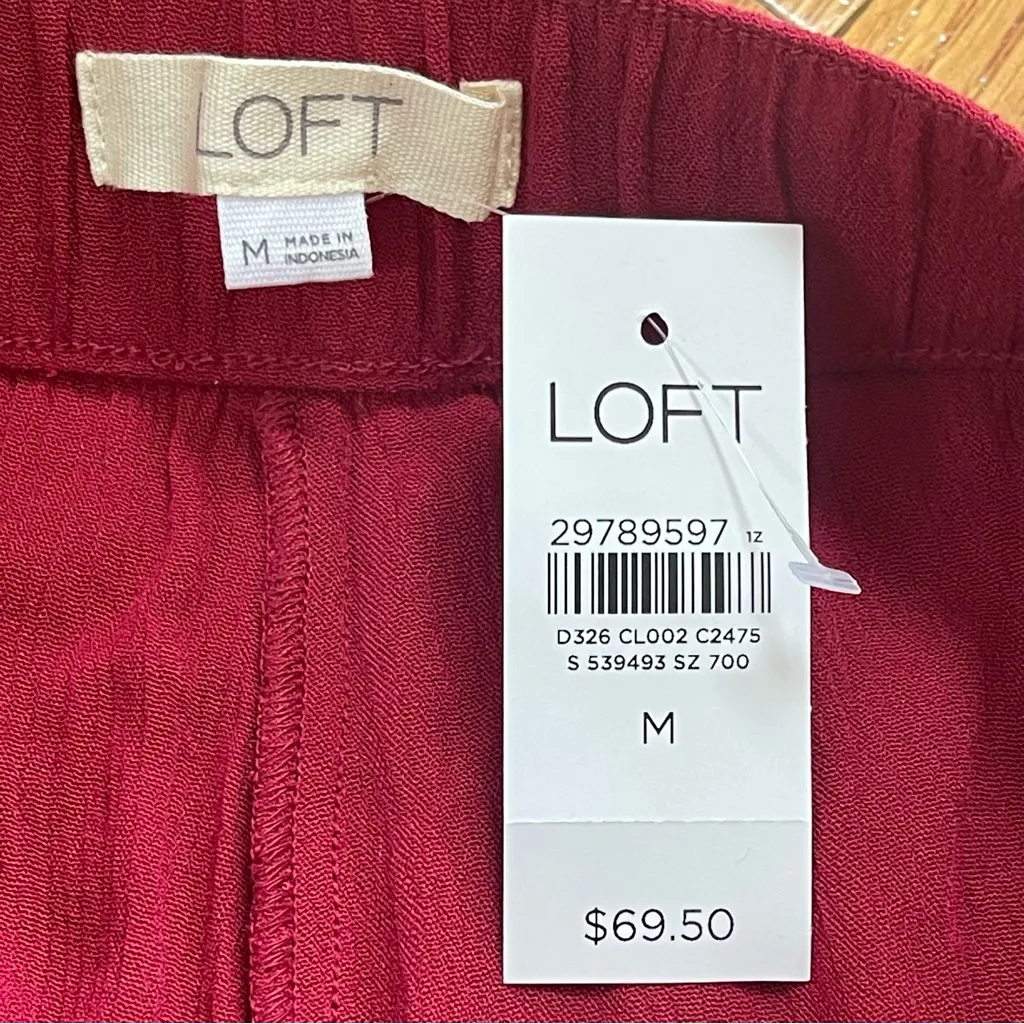 LOFT
M MADE IN
INDONESIA
LOFT
29789597 1Z
D326 CL002 C2475
S 539493 SZ 700
M
$69.50